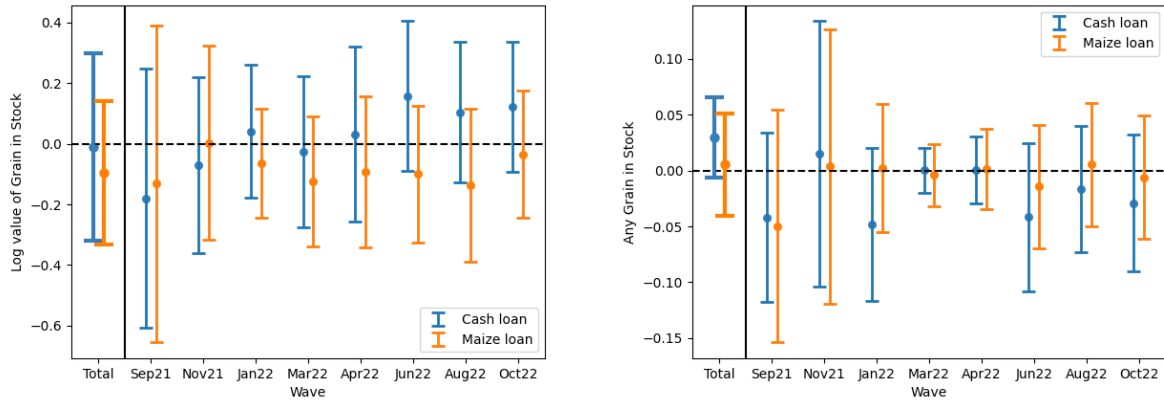 0.4
0.2
0.0
−0.2
−0.4
−0.6
Log value of Grain in Stock
Cash loan
Maize loan
Total Sep21 Nov21 Jan22 Mar22 Apr22 Jun22 Aug22 Oct22
Wave
Cash loan
Maize loan
0.10
0.05
0.00
−0.05
−0.10
−0.15
Any Grain in Stock
Total Sep21 Nov21 Jan22 Mar22 Apr22 Jun22 Aug22 Oct22
Wave